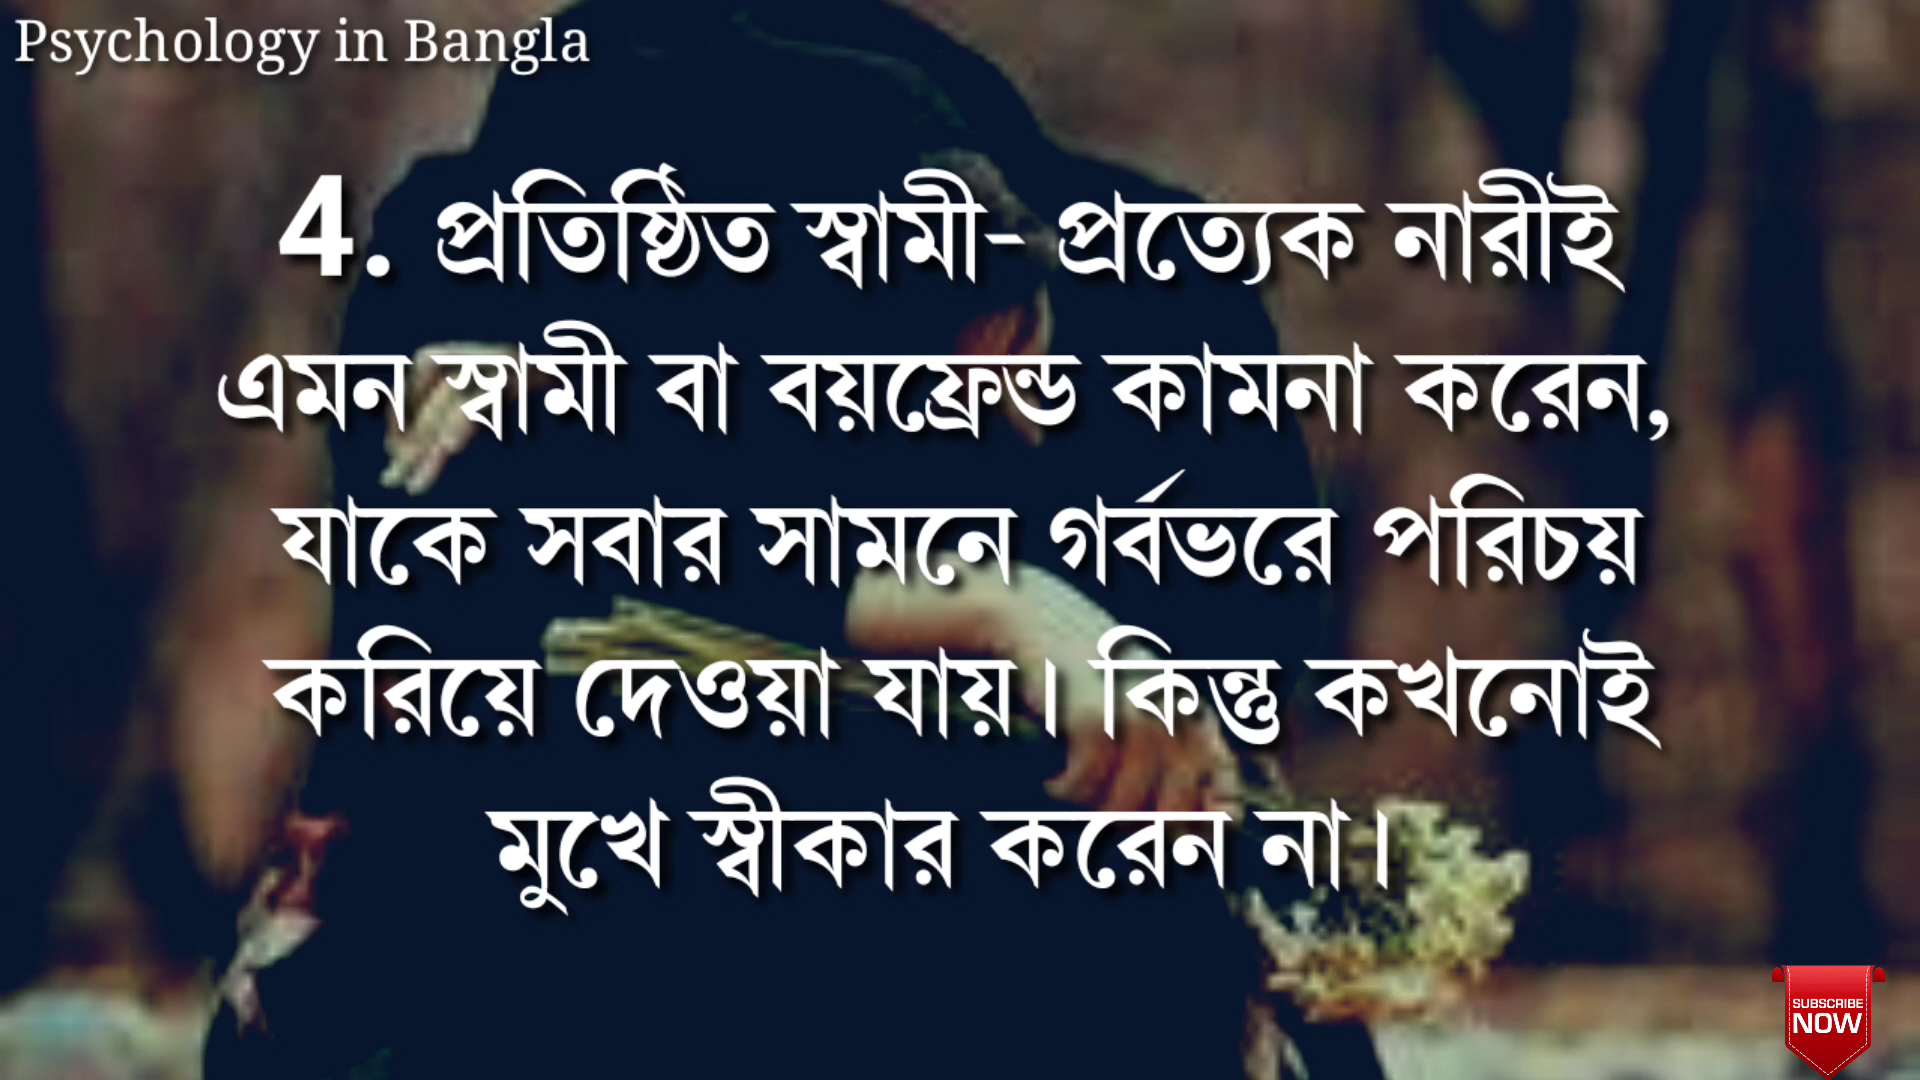 Psychology in Bangla
4. প্রতিষ্ঠিত স্বামী- প্রত্যেক নারীই
এমন স্বামী বা বয়ফ্রেন্ড কামনা করেন,
যাকে সবার সামনে গর্বভরে পরিচয়
করিয়ে দেওয়া যায়। কিন্তু কখনোই
মুখে স্বীকার করেন না।
SUBSCRIBE
NOW